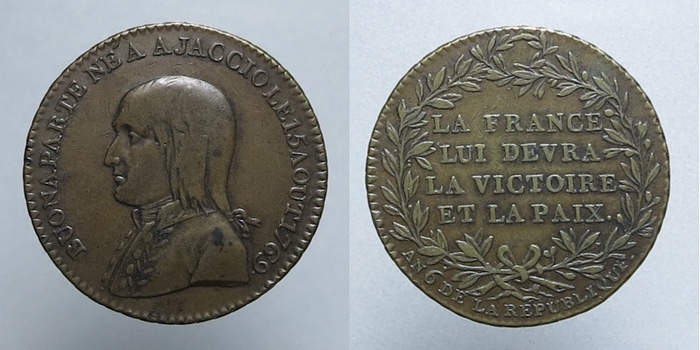 BUONAPARTE NÉ A AJACCIO LE 15 AOUT 1769
LA FRANCE
LUI DEVRA
LA VICTOIRE
ET LA PAIX.
AN 6 DE LA RÉPUBLIQUE.